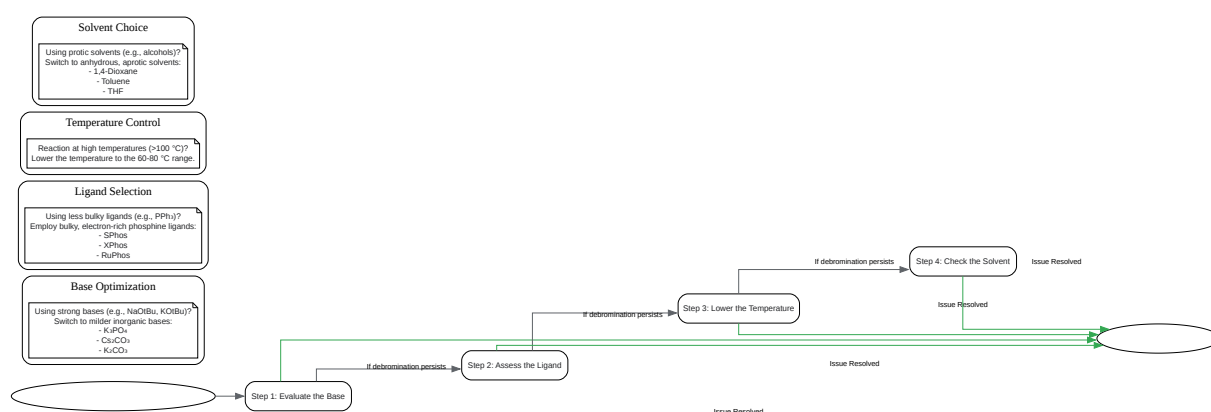 Solvent Choice
Using protic solvents (e.g., alcohols)?
Switch to anhydrous, aprotic solvents:
- 1,4-Dioxane
- Toluene
- THF
Temperature Control
Reaction at high temperatures (>100 °C)?
Lower the temperature to the 60-80 °C range.
Ligand Selection
Using less bulky ligands (e.g., PPh₃)?
Employ bulky, electron-rich phosphine ligands:
- SPhos
- XPhos
- RuPhos
Base Optimization
Using strong bases (e.g., NaOtBu, KOtBu)?
Switch to milder inorganic bases:
- K₃PO₄
- Cs₂CO₃
- K₂CO₃
Step 1: Evaluate the Base
If debromination persists
Step 2: Assess the Ligand
If debromination persists
Step 3: Lower the Temperature
If debromination persists
Step 4: Check the Solvent
Issue Resolved
Issue Resolved
Issue Resolved
Issue Resolved